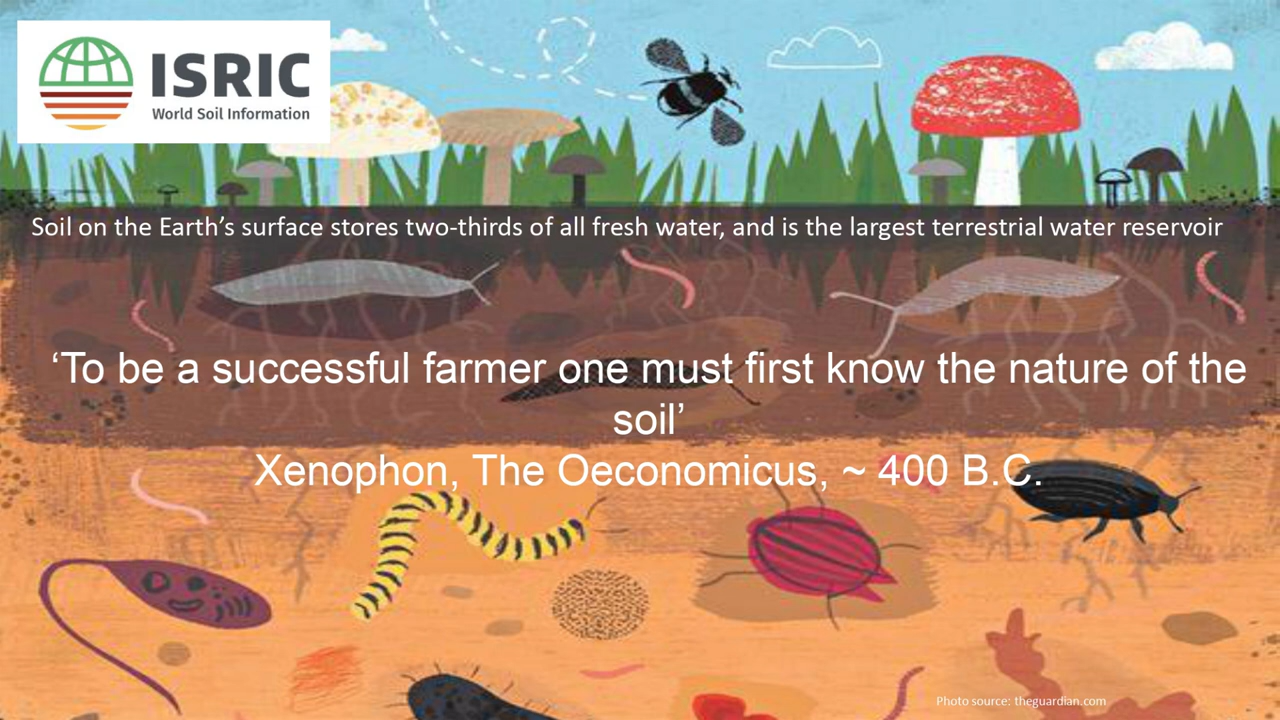 ISRIC
World Soil Information
Soil on the Earth’s surface stores two-thirds of all fresh water, and is the largest terrestrial water reservoir
‘To be a successful farmer one must first know the nature of the
soil’
Xenophon, The Oeconomicus, ~ 400 B.C.
Photo source: theguardian.com